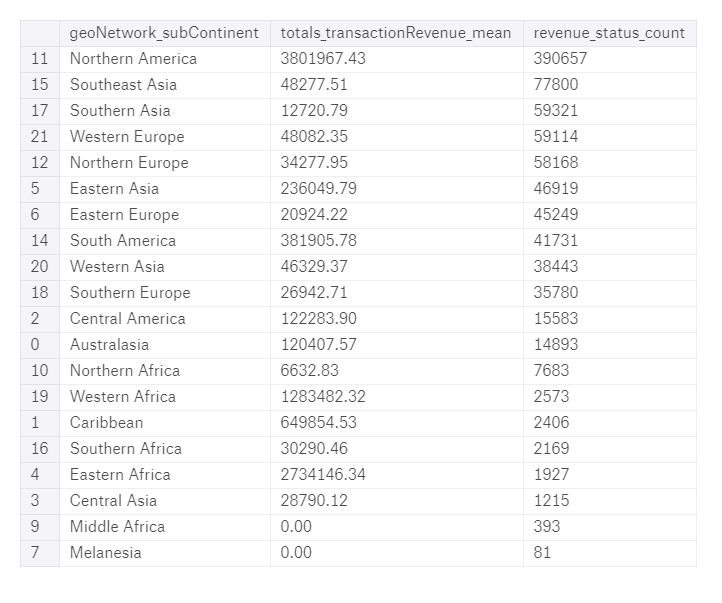 geoNetwork_subContinent totals_transactionRevenue_mean revenue_status_count
11 Northern America 3801967.43 390657
15 Southeast Asia 48277.51 77800
17 Southern Asia 12720.79 59321
21 Western Europe 48082.35 59114
12 Northern Europe 34277.95 58168
5 Eastern Asia 236049.79 46919
6 Eastern Europe 20924.22 45249
14 South America 381905.78 41731
20 Western Asia 46329.37 38443
18 Southern Europe 26942.71 35780
2 Central America 122283.90 15583
0 Australasia 120407.57 14893
10 Northern Africa 6632.83 7683
19 Western Africa 1283482.32 2573
1 Caribbean 649854.53 2406
16 Southern Africa 30290.46 2169
4 Eastern Africa 2734146.34 1927
3 Central Asia 28790.12 1215
9 Middle Africa 0.00 393
7 Melanesia 0.00 81